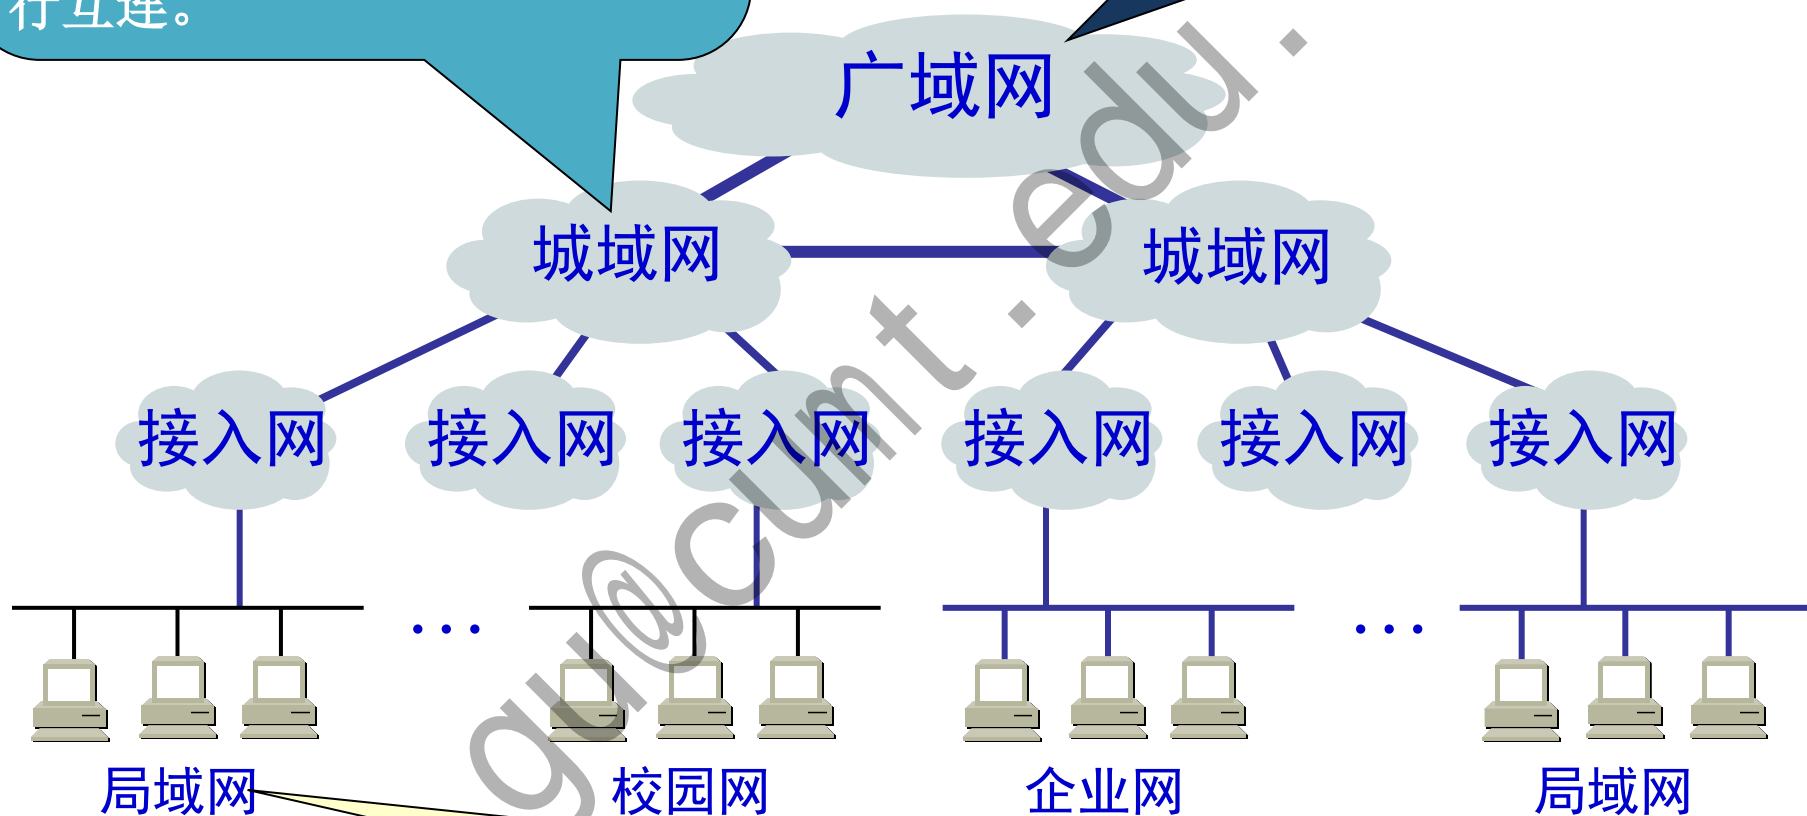 行互连。
广域网
城域网 城域网
接入网 接入网 接入网 接入网 接入网 接入网
... ...
局域网 校园网 企业网 局域网
gu@cumt.edu.